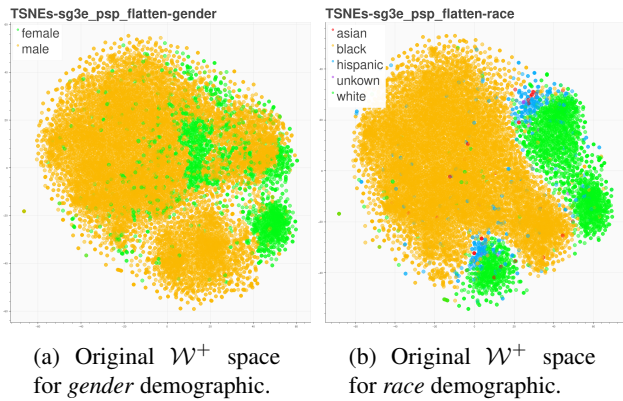 TSNEs-sg3e_psp_flatten-gender
female
male
TSNEs-sg3e_psp_flatten-race
asian
black
hispanic
unkown
white
(a) Original W+ space
for gender demographic.
(b) Original W+ space
for race demographic.